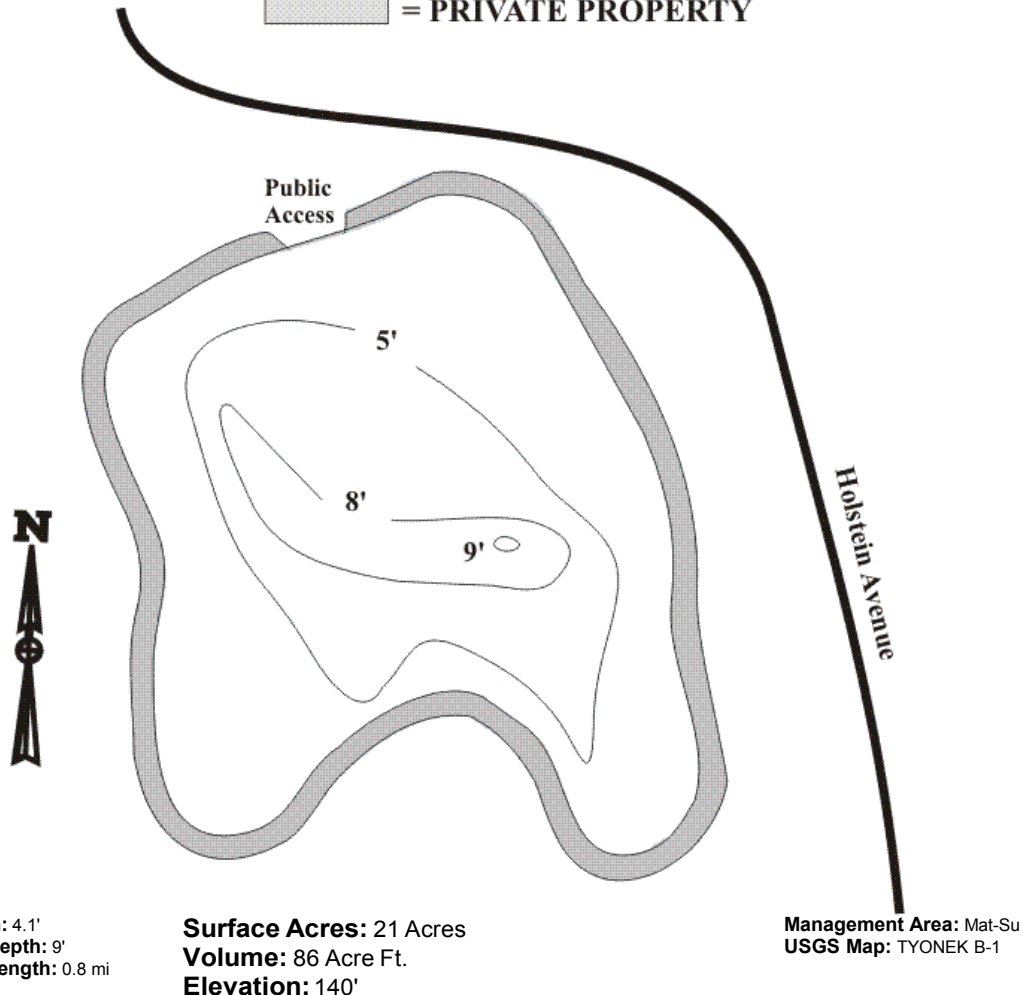 = PRIVATE PROPERTY
Public
Access
5'
8'
9'
N
Holstein Avenue
: 4.1'
epth: 9'
ength: 0.8 mi
Surface Acres: 21 Acres
Volume: 86 Acre Ft.
Elevation: 140'
Management Area: Mat-Su
USGS Map: TYONEK B-1